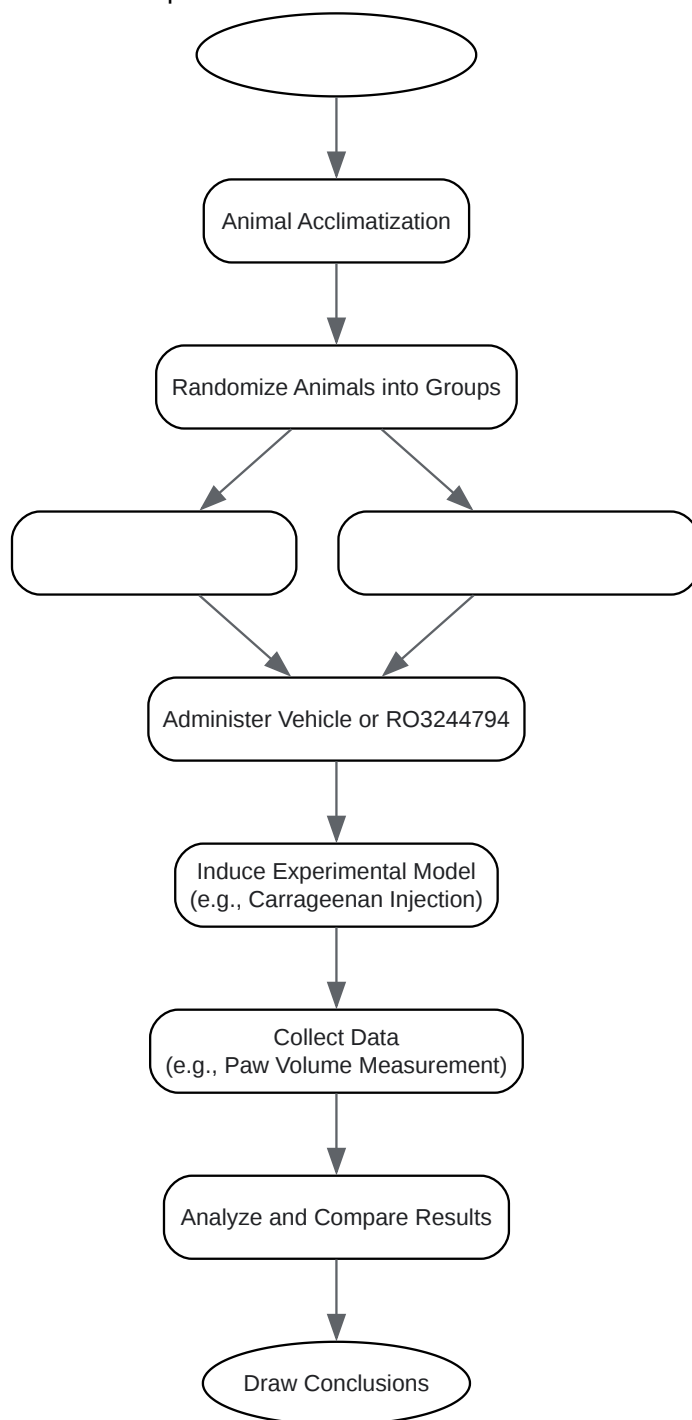 Animal Acclimatization
Randomize Animals into Groups
Administer Vehicle or RO3244794
Induce Experimental Model
(e.g., Carrageenan Injection)
Collect Data
(e.g., Paw Volume Measurement)
Analyze and Compare Results
Draw Conclusions